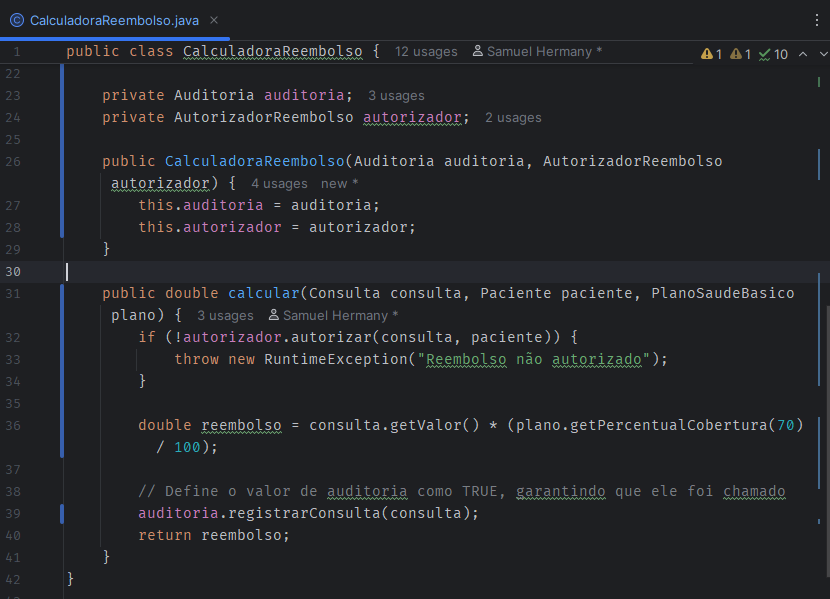 CalculadoraReembolso.java
1 public class CalculadoraReembolso { 12 usages Samuel Hermany * 1 1 10
22
23 private Auditoria auditoria; 3 usages
24 private AutorizadorReembolso autorizador; 2 usages
25
26 public CalculadoraReembolso(Auditoria auditoria, AutorizadorReembolso
autorizador) { 4 usages new *
27 this.auditoria = auditoria;
28 this.autorizador = autorizador;
29 }
30
31 public double calcular(Consulta consulta, Paciente paciente, PlanoSaudeBasico
plano) { 3 usages Samuel Hermany *
32 if (!autorizador.autorizar(consulta, paciente)) {
33 throw new RuntimeException("Reembolso não autorizado");
34 }
35
36 double reembolso = consulta.getValor() * (plano.getPercentualCobertura(70)
/ 100);
37
38 // Define o valor de auditoria como TRUE, garantindo que ele foi chamado
39 auditoria.registrarConsulta(consulta);
40 return reembolso;
41 }
42 }